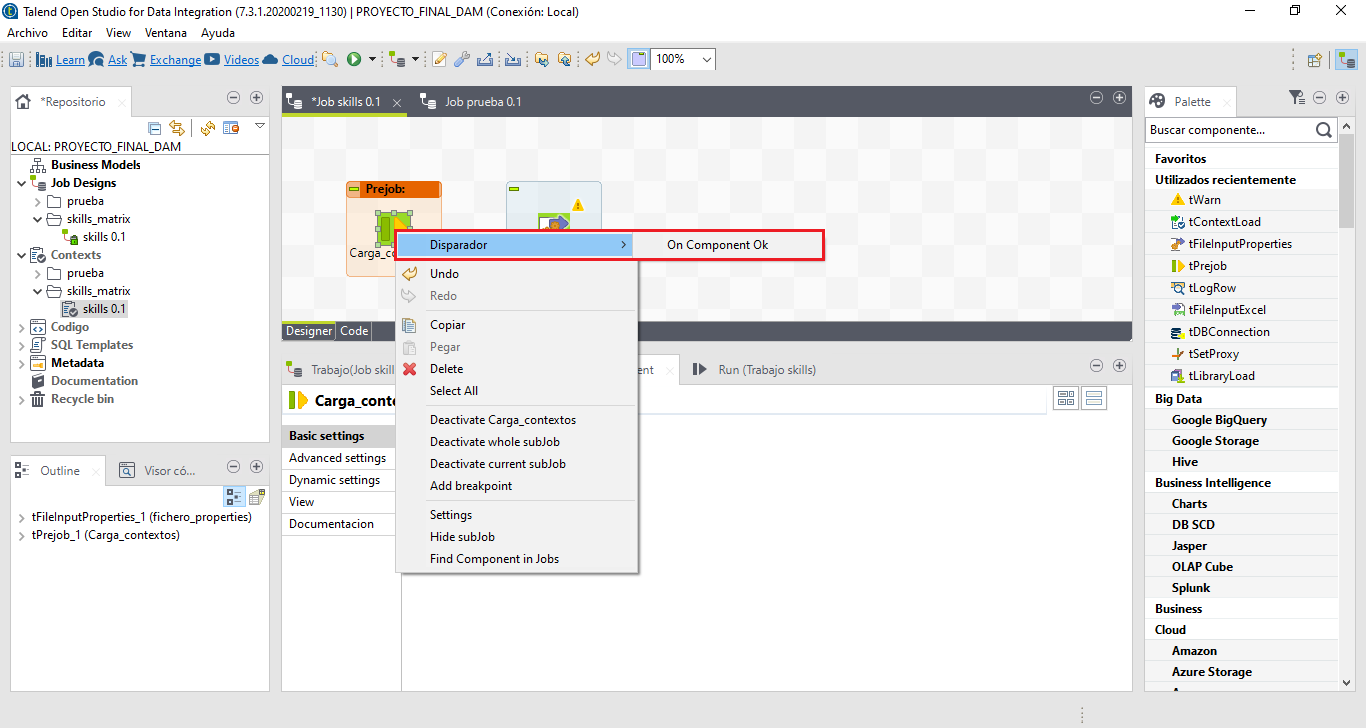 Talend Open Studio for Data Integration (7.3.1.20200219_1130) | PROYECTO_FINAL_DAM (Conexión: Local)
Archivo Editar View Ventana Ayuda
Learn Ask Exchange Videos Cloud 100%
*Repositorio
LOCAL: PROYECTO_FINAL_DAM
Business Models
Job Designs
prueba
skills_matrix
skills 0.1
Contexts
prueba
skills_matrix
skills 0.1
Codigo
SQL Templates
Metadata
Documentation
Recycle bin
Outline Visor có...
tFileInputProperties_1 (fichero_properties)
tPrejob_1 (Carga_contextos)
*Job skills 0.1 Job prueba 0.1
Prejob:
Carga_co
Disparador On Component Ok
Undo
Redo
Copiar
Pegar
Delete
Select All
Deactivate Carga_contextos
Deactivate whole subJob
Deactivate current subJob
Add breakpoint
Settings
Hide subJob
Find Component in Jobs
Designer Code
Trabajo(Job skill ent Run (Trabajo skills)
Carga_conte
Basic settings
Advanced settings
Dynamic settings
View
Documentacion
Palette
Buscar componente...
Favoritos
Utilizados recientemente
tWarn
tContextLoad
tFileInputProperties
tPrejob
tLogRow
tFileInputExcel
tDBConnection
tSetProxy
tLibraryLoad
Big Data
Google BigQuery
Google Storage
Hive
Business Intelligence
Charts
DB SCD
Jasper
OLAP Cube
Splunk
Business
Cloud
Amazon
Azure Storage